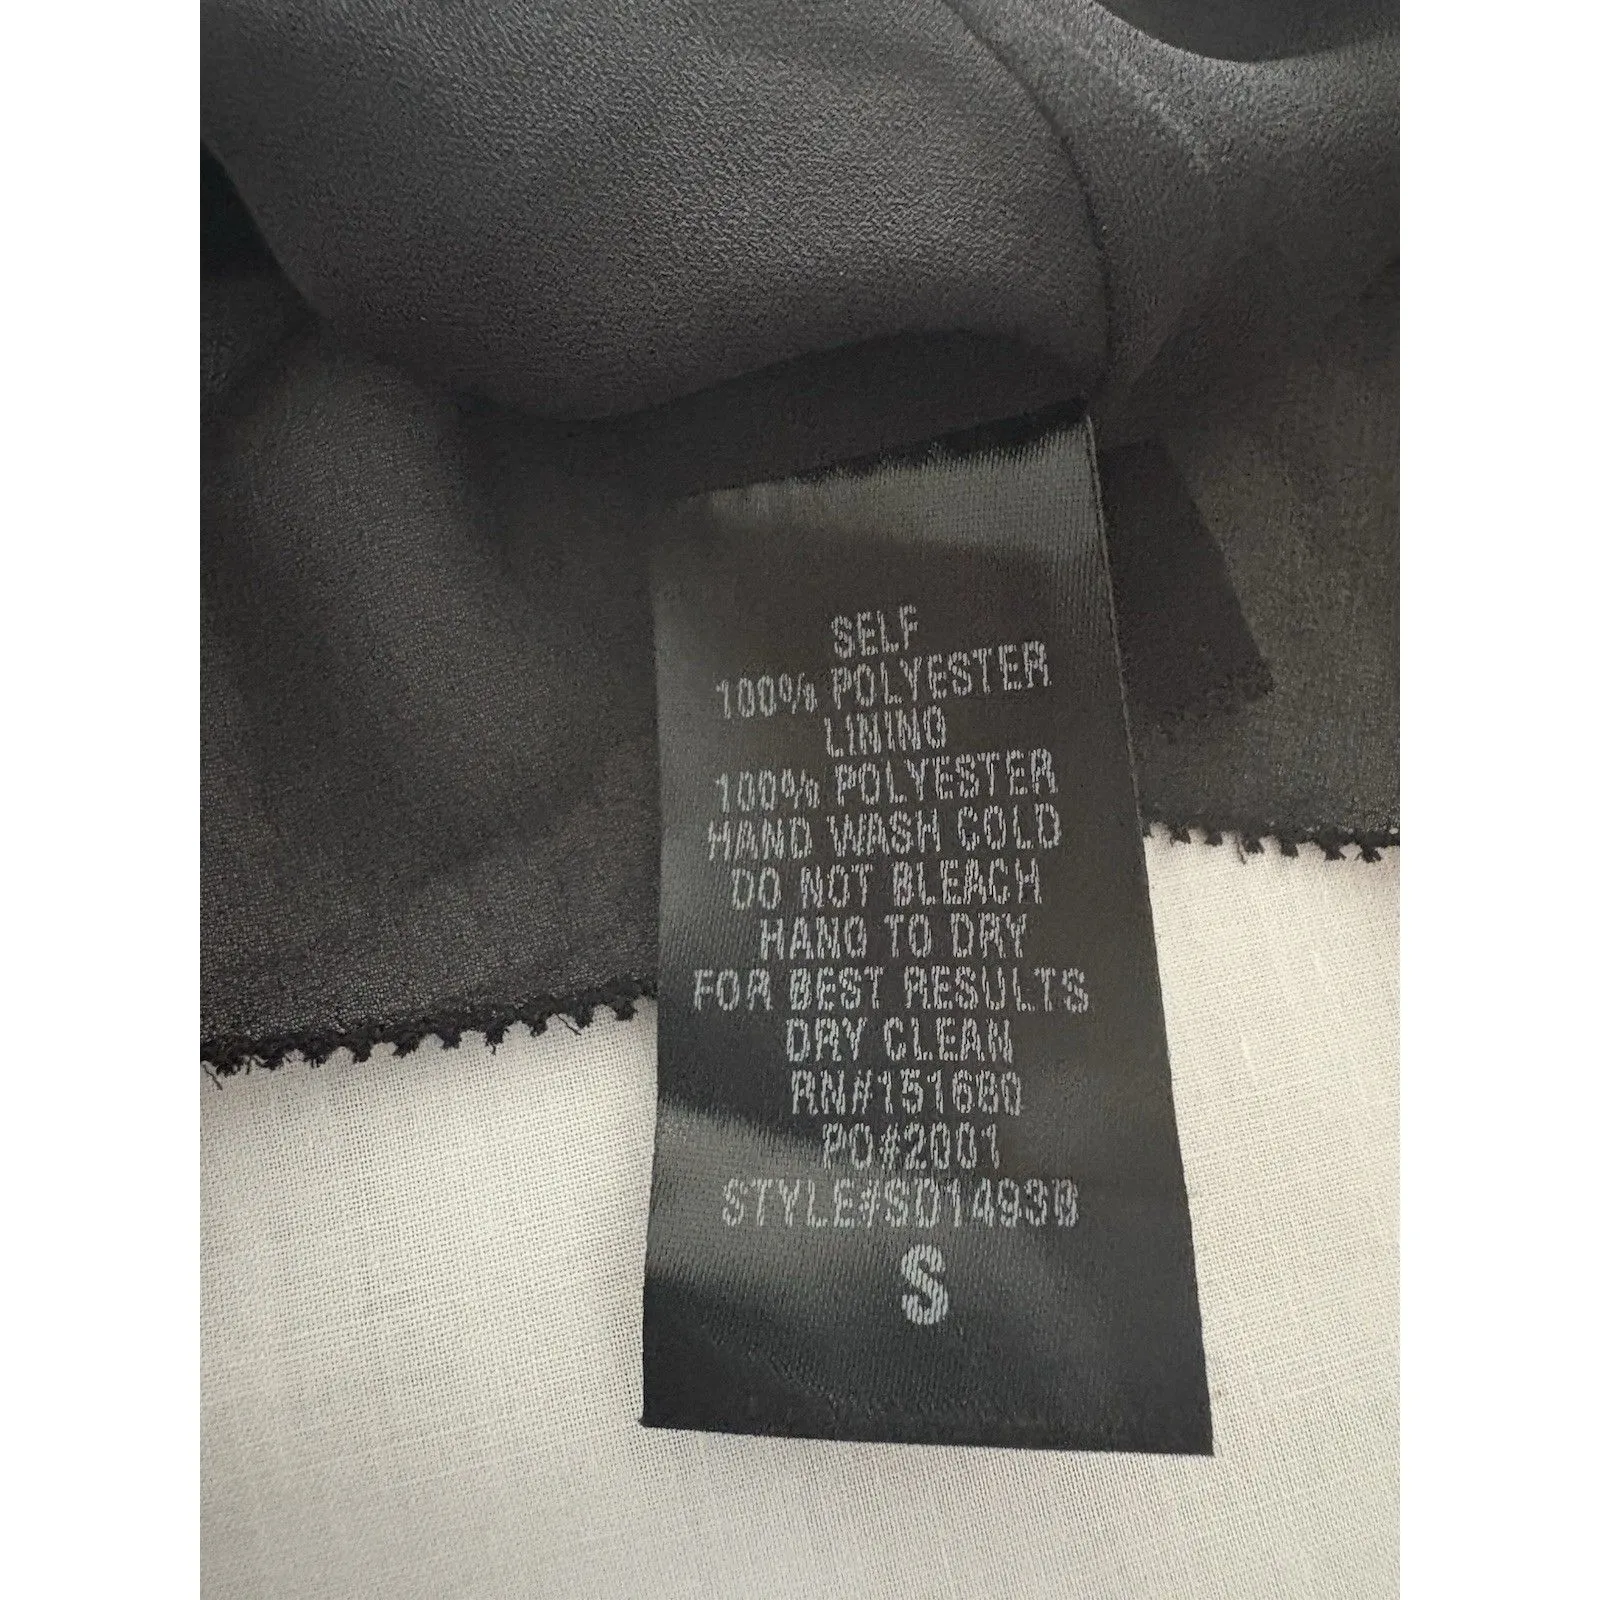 SELF
100% POLYESTER
LINING
100% POLYESTER
HAND WASH COLD
DO NOT BLEACH
HANG TO DRY
FOR BEST RESULTS
DRY CLEAN
RN#151680
PO#2001
STYLE#SD1493B
S